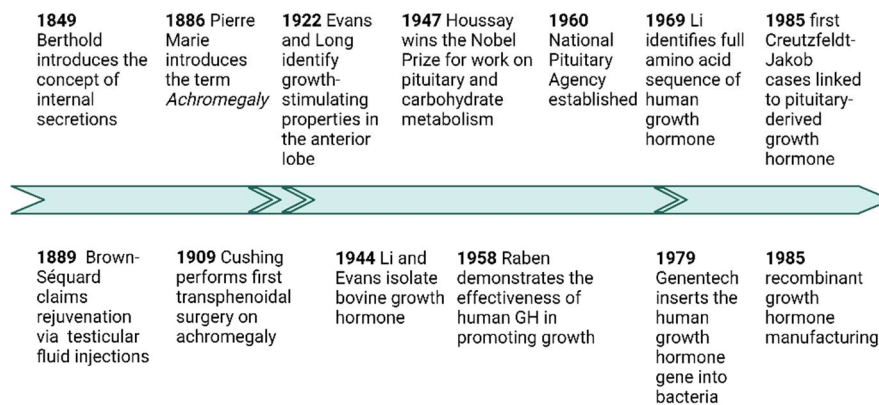 1849
Berthold
introduces the
concept of
internal
secretions
1886 Pierre
Marie
introduces
the term
Achromegaly
1922 Evans
and Long
identify
growth-
stimulating
properties in
the anterior
lobe
1947 Houssay
wins the Nobel
Prize for work on
pituitary and
carbohydrate
metabolism
1960
National
Pituitary
Agency
established
1969 Li
identifies full
amino acid
sequence of
human
growth
hormone
1985 first
Creutzfeldt-
Jakob
cases linked
to pituitary-
derived
growth
hormone
1889 Brown-
Séquard
claims
rejuvenation
via testicular
fluid injections
1909 Cushing
performs first
transphenoidal
surgery on
achromegaly
1944 Li and
Evans isolate
bovine growth
hormone
1958 Raben
demonstrates the
effectiveness of
human GH in
promoting growth
1979
Genentech
inserts the
human
growth
hormone
gene into
bacteria
1985
recombinant
growth
hormone
manufacturing